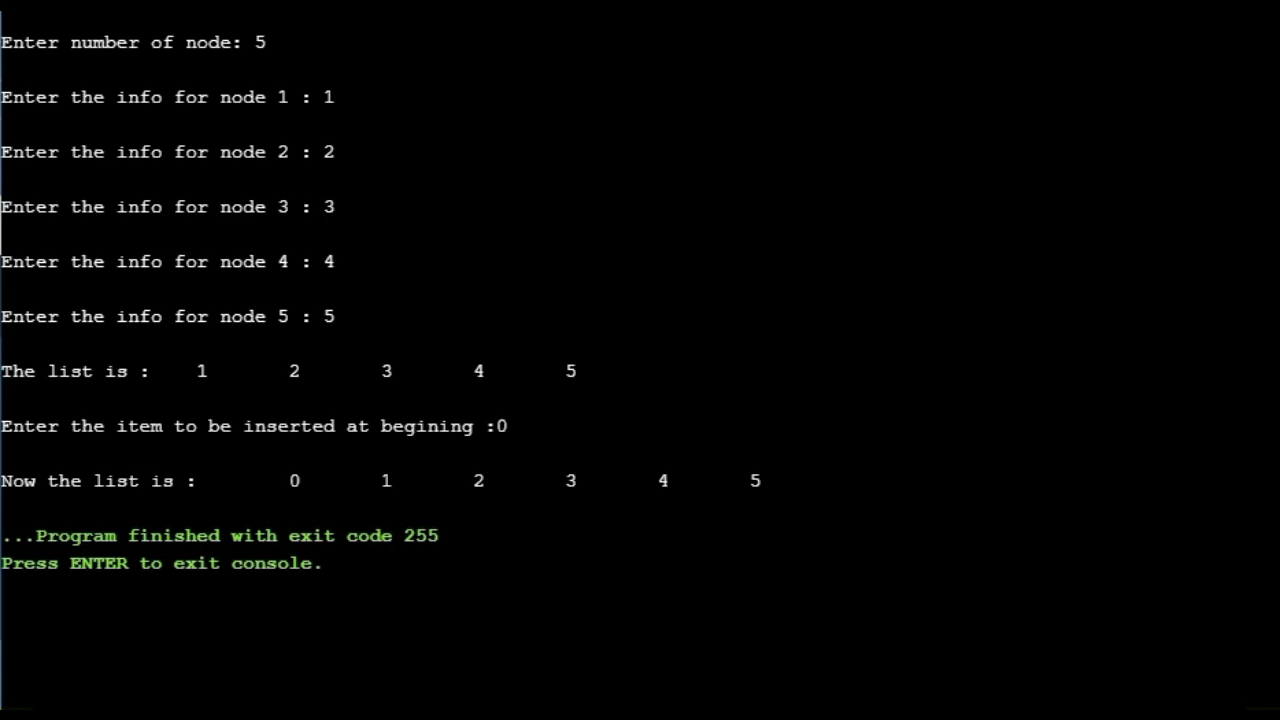 Enter number of node: 5
Enter the info for node 1 : 1
Enter the info for node 2 : 2
Enter the info for node 3 : 3
Enter the info for node 4 : 4
Enter the info for node 5 : 5
The list is : 1 2 3 4 5
Enter the item to be inserted at begining :0
Now the list is : 0 1 2 3 4 5
...Program finished with exit code 255
Press ENTER to exit console.